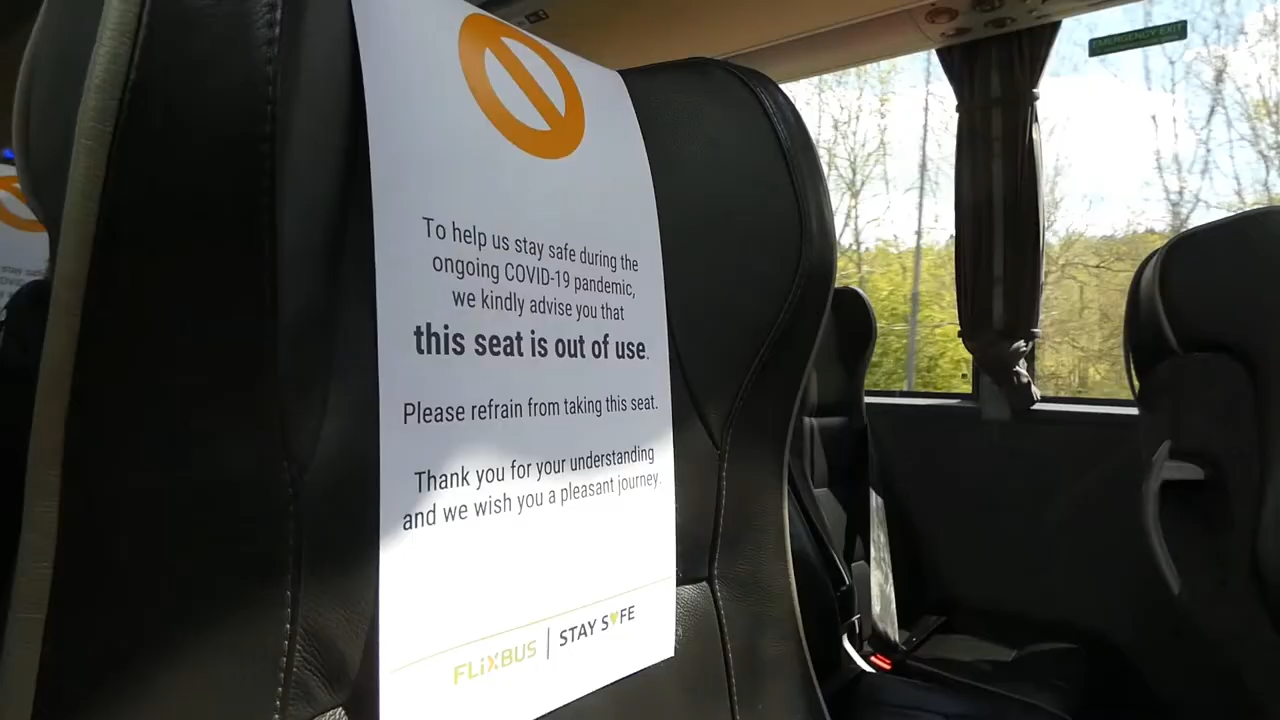 EMERGENCY EXIT
To help us stay safe during the
ongoing COVID-19 pandemic,
we kindly advise you that
this seat is out of use.
Please refrain from taking this seat.
Thank you for your understanding
and we wish you a pleasant journey.
FLiXBUS | STAY S♥FE
stay safe